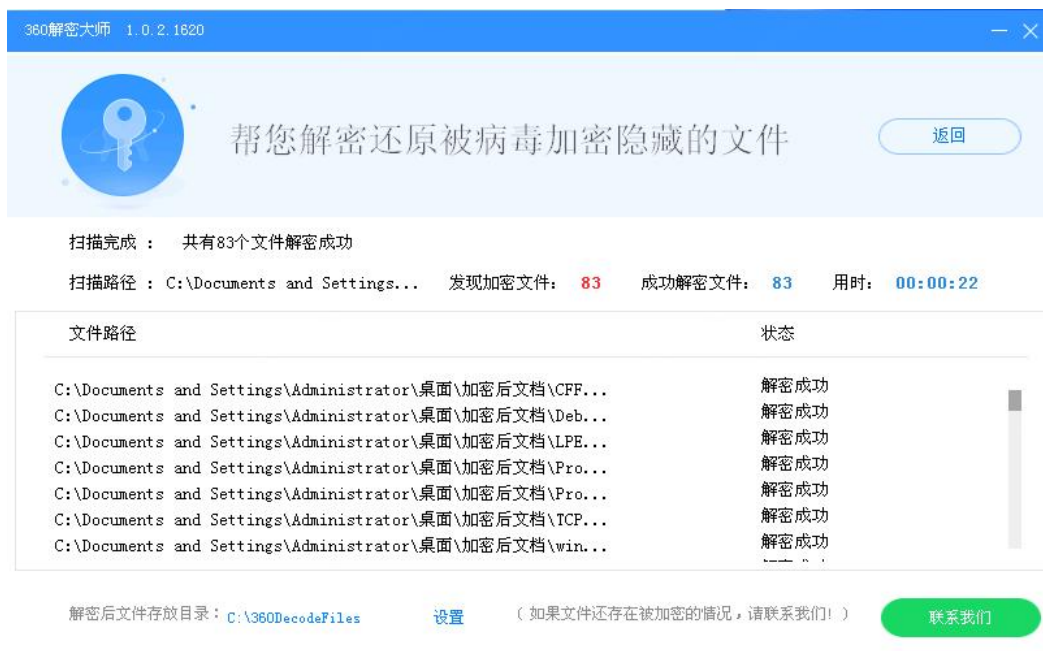 360解密大师 1.0.2.1620
帮您解密还原被病毒加密隐藏的文件
返回
扫描完成 : 共有83个文件解密成功
扫描路径 : C:\Documents and Settings... 发现加密文件: 83 成功解密文件: 83 用时: 00:00:22
文件路径 状态
C:\Documents and Settings\Administrator\桌面\加密后文档\CFF... 解密成功
C:\Documents and Settings\Administrator\桌面\加密后文档\Deb... 解密成功
C:\Documents and Settings\Administrator\桌面\加密后文档\LPE... 解密成功
C:\Documents and Settings\Administrator\桌面\加密后文档\Pro... 解密成功
C:\Documents and Settings\Administrator\桌面\加密后文档\Pro... 解密成功
C:\Documents and Settings\Administrator\桌面\加密后文档\TCP... 解密成功
C:\Documents and Settings\Administrator\桌面\加密后文档\win... 解密成功
解密后文件存放目录: C:\360DecodeFiles 设置 (如果文件还存在被加密的情况,请联系我们!) 联系我们